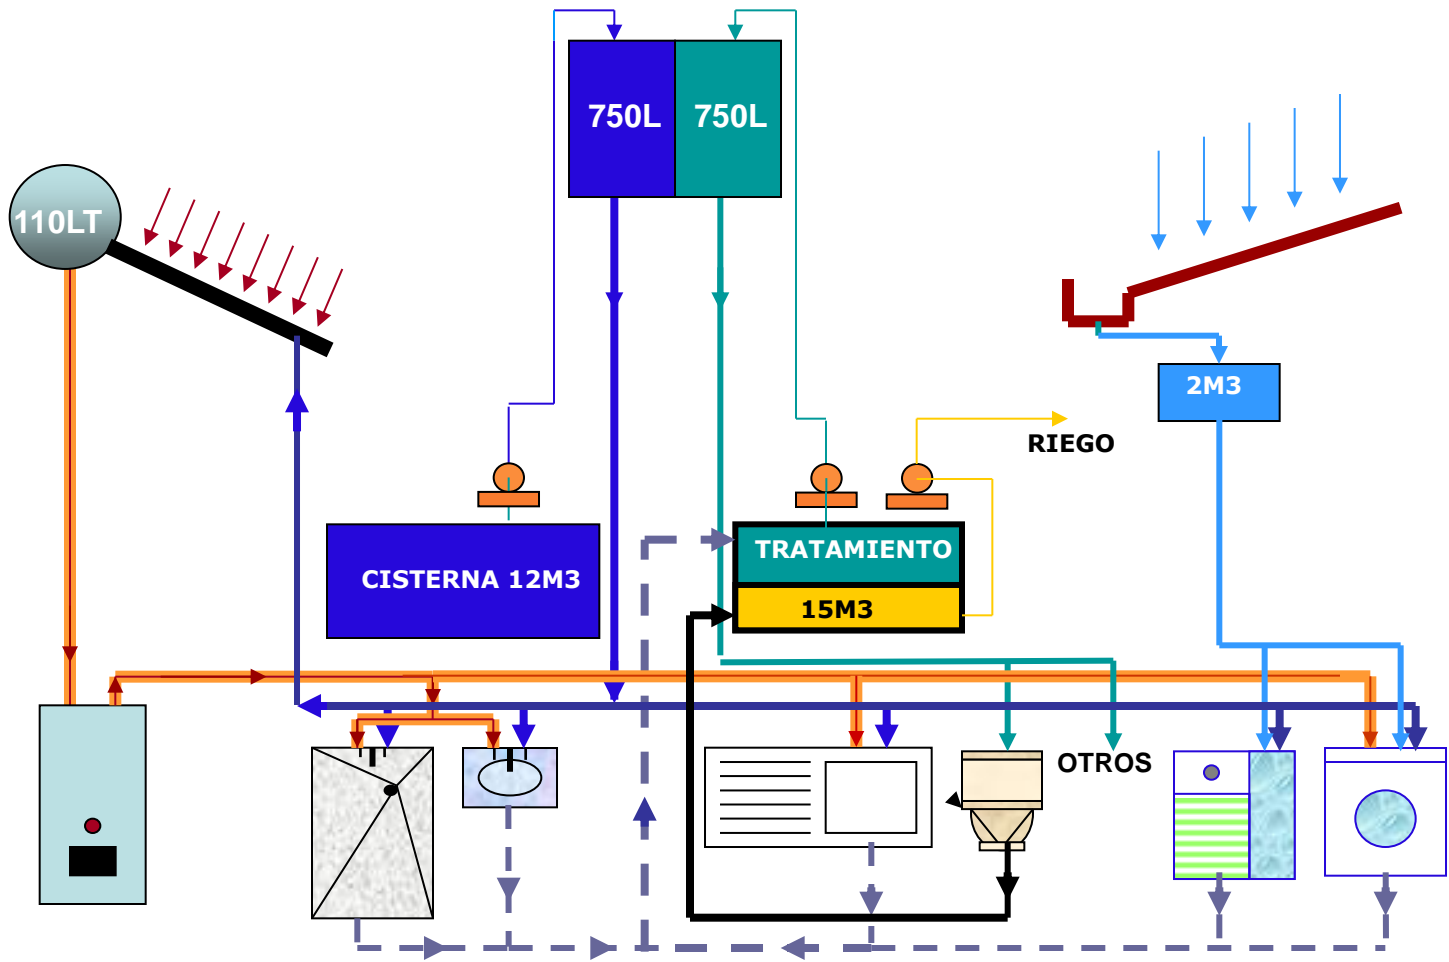 750L
750L
110LT
2M3
RIEGO
TRATAMIENTO
CISTERNA 12M3
15M3
OTROS